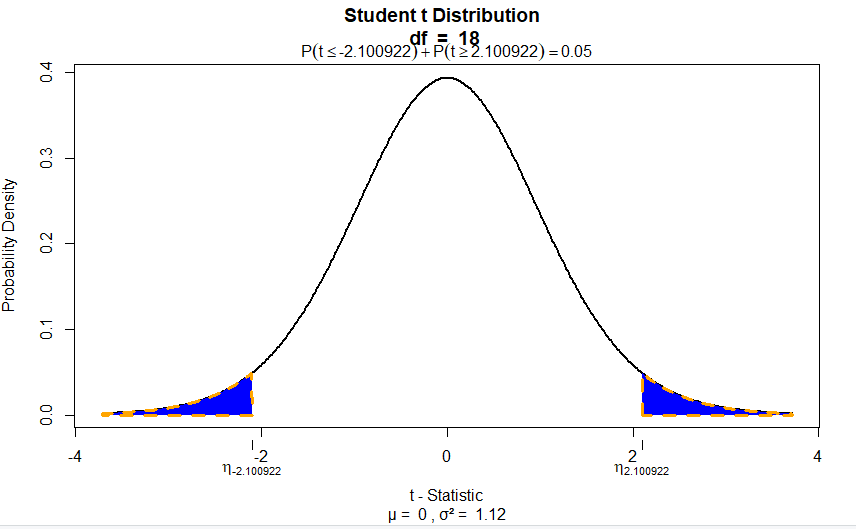 Student t Distribution
df = 18
P(t ≤ -2.100922) + P(t ≥ 2.100922) = 0.05
Probability Density
0.4
0.3
0.2
0.1
0.0
-4 -2 0 2 4
η-2.100922 η2.100922
t - Statistic
μ = 0 , σ² = 1.12